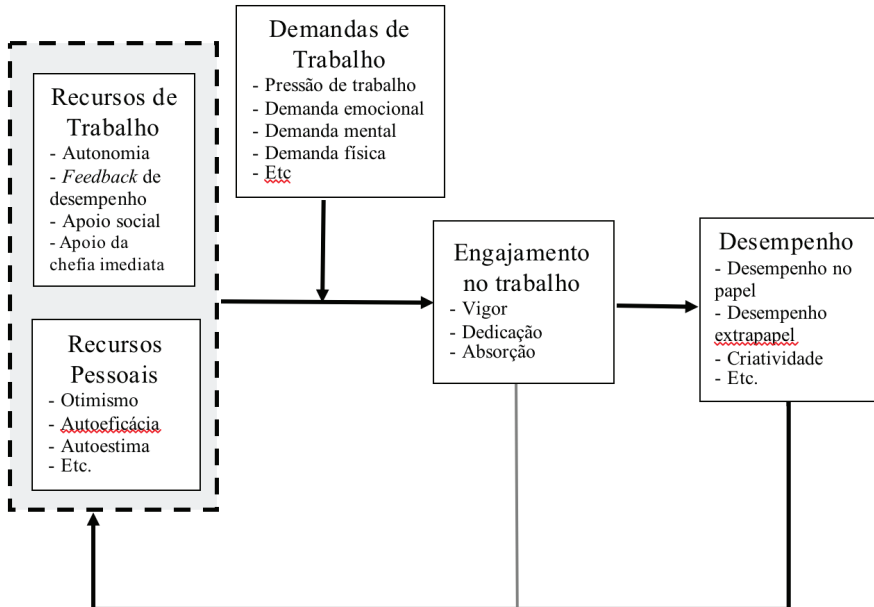 Demandas de
Trabalho
- Pressão de trabalho
- Demanda emocional
- Demanda mental
- Demanda física
- Etc
Recursos de
Trabalho
- Autonomia
- Feedback de
desempenho
- Apoio social
- Apoio da
chefia imediata
Recursos
Pessoais
- Otimismo
- Autoeficácia
- Autoestima
- Etc.
Engajamento
no trabalho
- Vigor
- Dedicação
- Absorção
Desempenho
- Desempenho no
papel
- Desempenho
extrapapel
- Criatividade
- Etc.